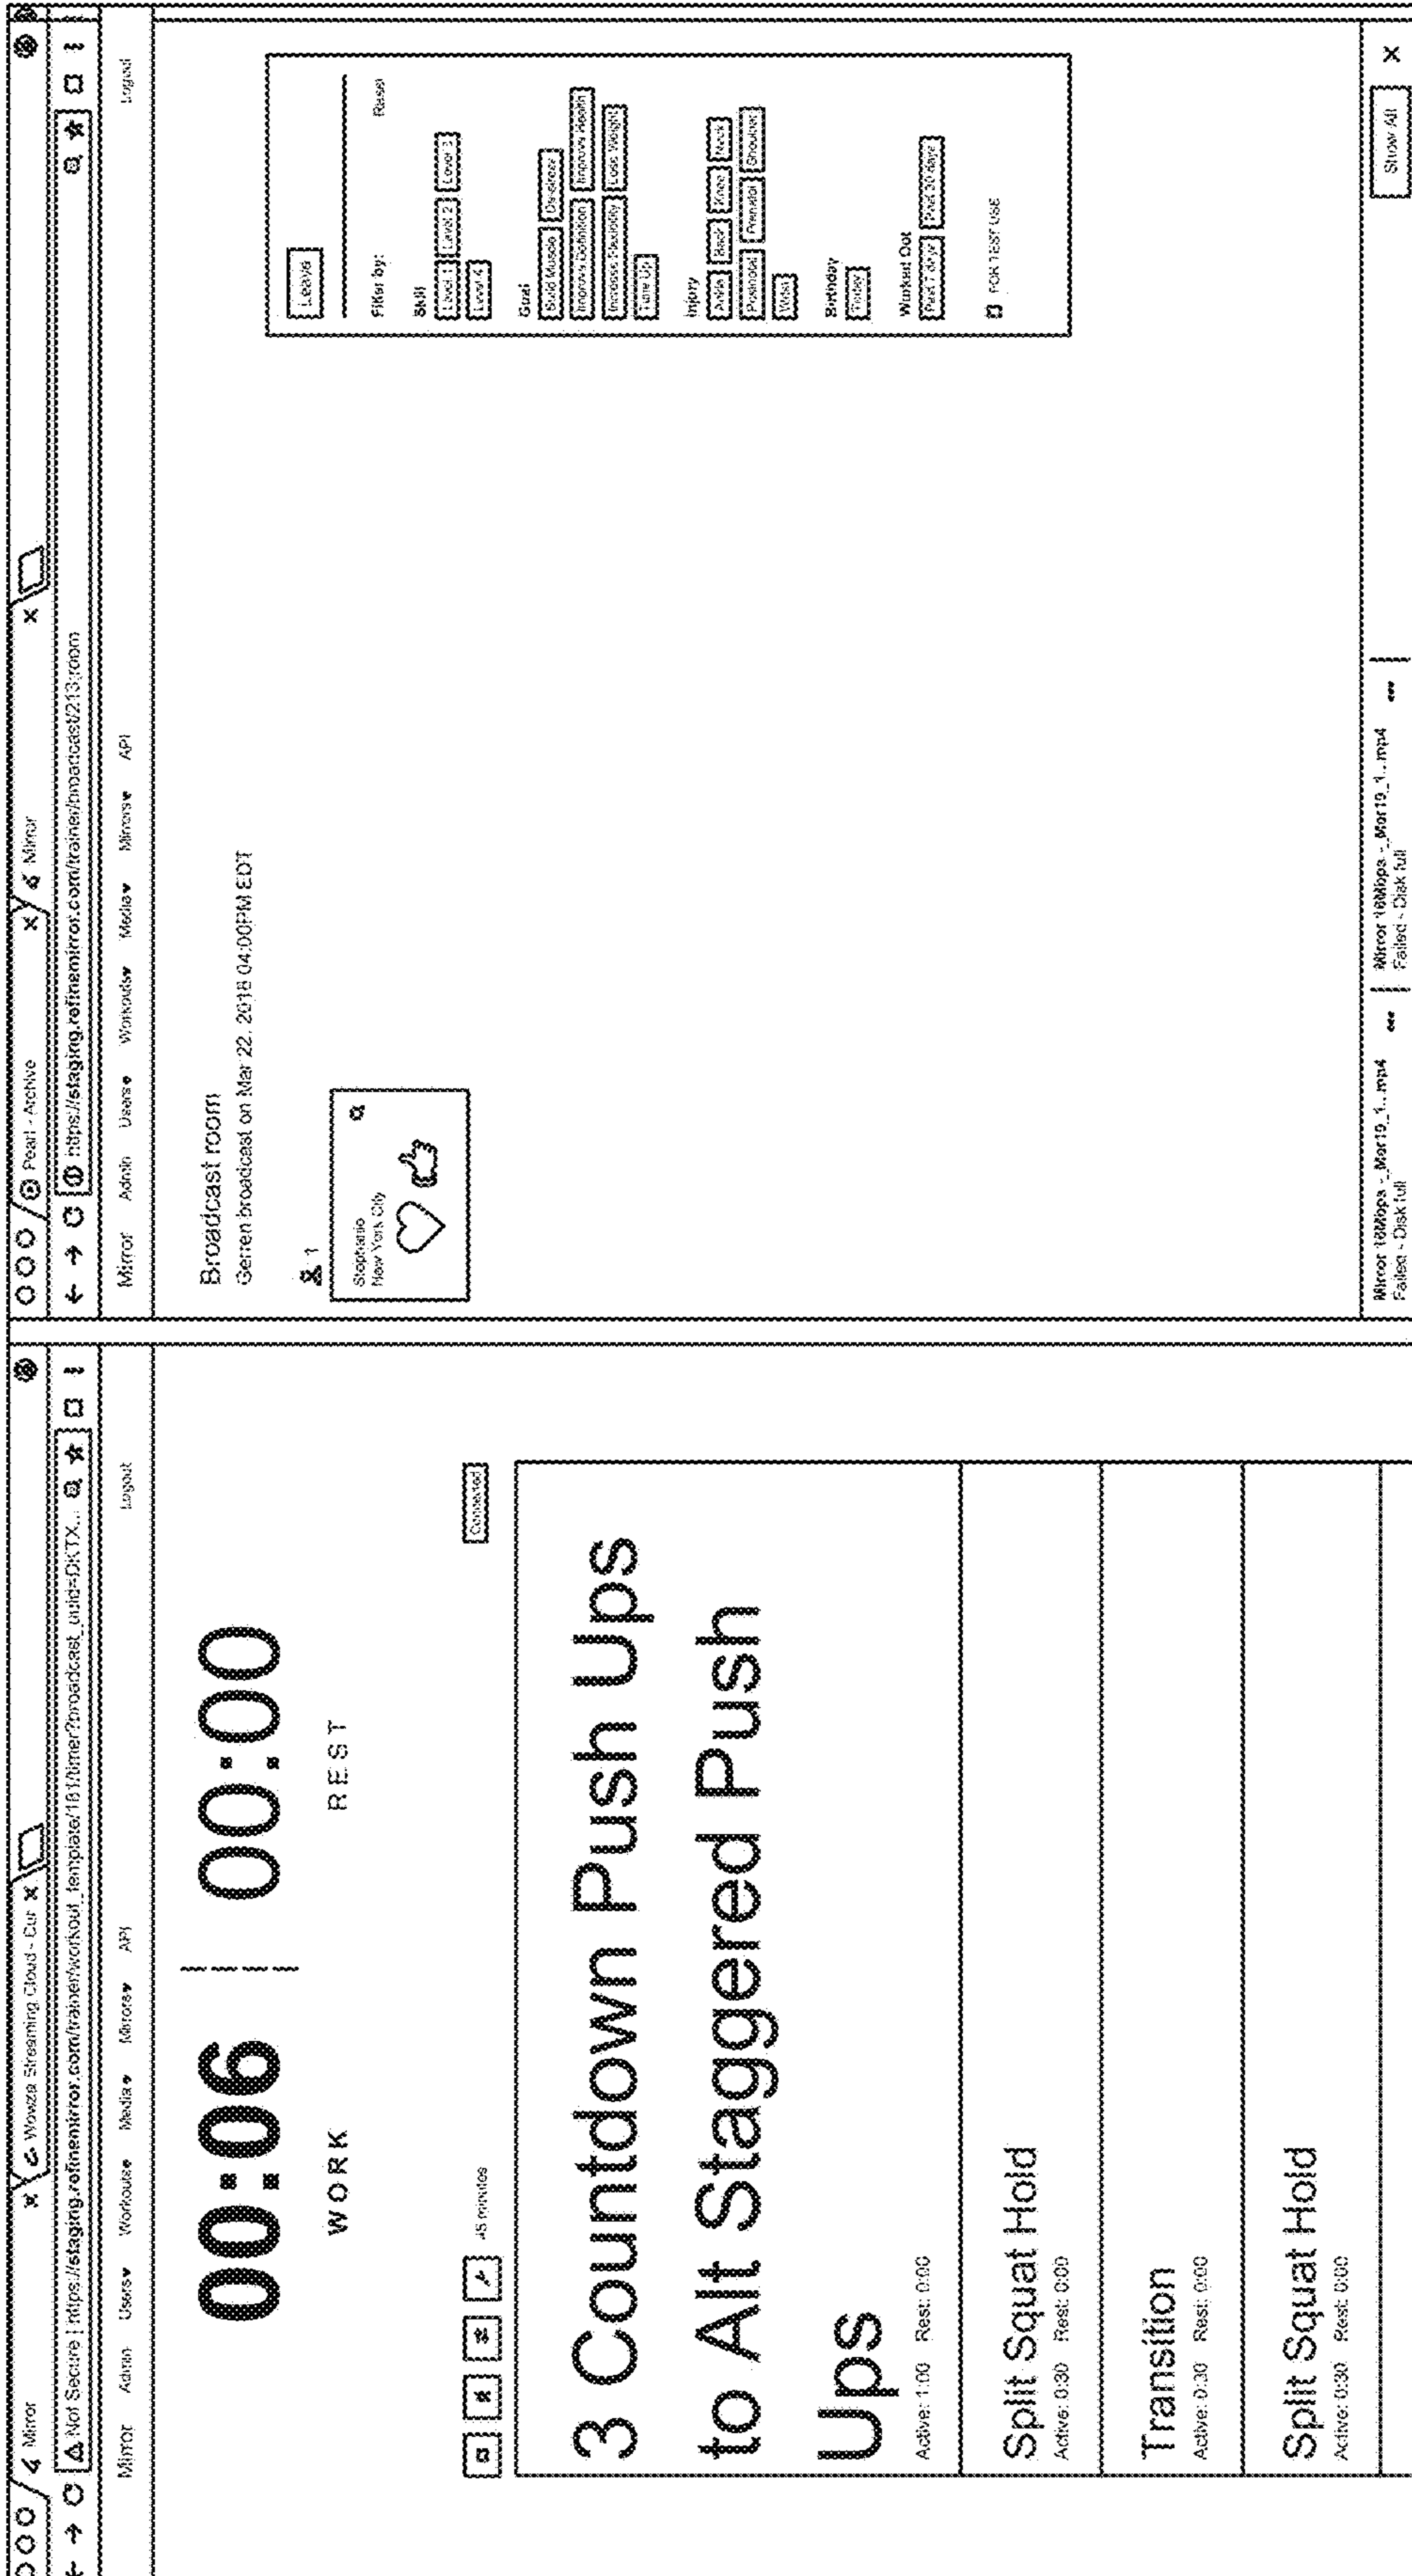 Mirror
Wowza Streaming Cloud - Cur
Not Secure | https://staging.refinemirror.com/trainer/workout_template/181/timer?broadcast_uuid=DKTX...
Mirror Admin Users Workouts Media Mirrors API Logout
00:06 00:00
WORK REST
45 minutes Connected
3 Countdown Push Ups
to Alt Staggered Push
Ups
Active: 1:00 Rest: 0:00
Split Squat Hold
Active: 0:30 Rest: 0:00
Transition
Active: 0:30 Rest: 0:00
Split Squat Hold
Active: 0:30 Rest: 0:00
Pearl - Archive
Mirror
https://staging.refinemirror.com/trainer/broadcast/213/room
Mirror Admin Users Workouts Media Mirrors API Logout
Broadcast room
Gerren broadcast on Mar 22, 2018 04:00PM EDT
1
Stephanie
New York City
Leave
Filter by: Reset
Skill
Level 1 Level 2 Level 3
Level 4
Goal
Build Muscle De-stress
Improve Definition Improve Health
Increase Flexibility Loss Weight
Tone Up
Injury
Ankle Back Knee Neck
Postnatal Prenatal Shoulder
Wrist
Birthday
Today
Worked Out
Past 7 days Past 30 days
FOR TEST USE
Mirror 16Mbps -_Mar19_1...mp4
Failed - Disk full
Mirror 16Mbps -_Mar19_1...mp4
Failed - Disk full
Show All